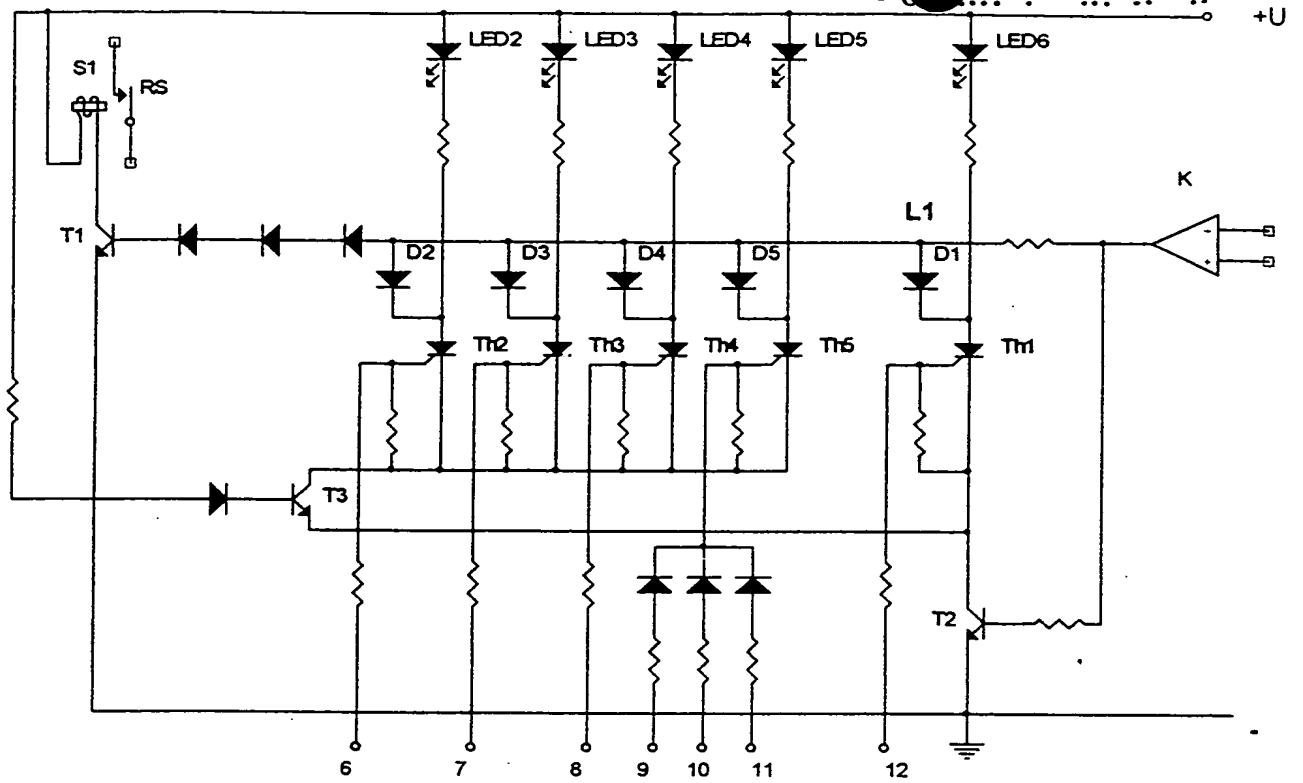 +U
LED2 LED3 LED4 LED5 LED6
S1
RS
K
L1
T1
D2 D3 D4 D5 D1
- 
+
Th2 Th3 Th4 Th5 Th1
T3
T2
6 7 8 9 10 11 12